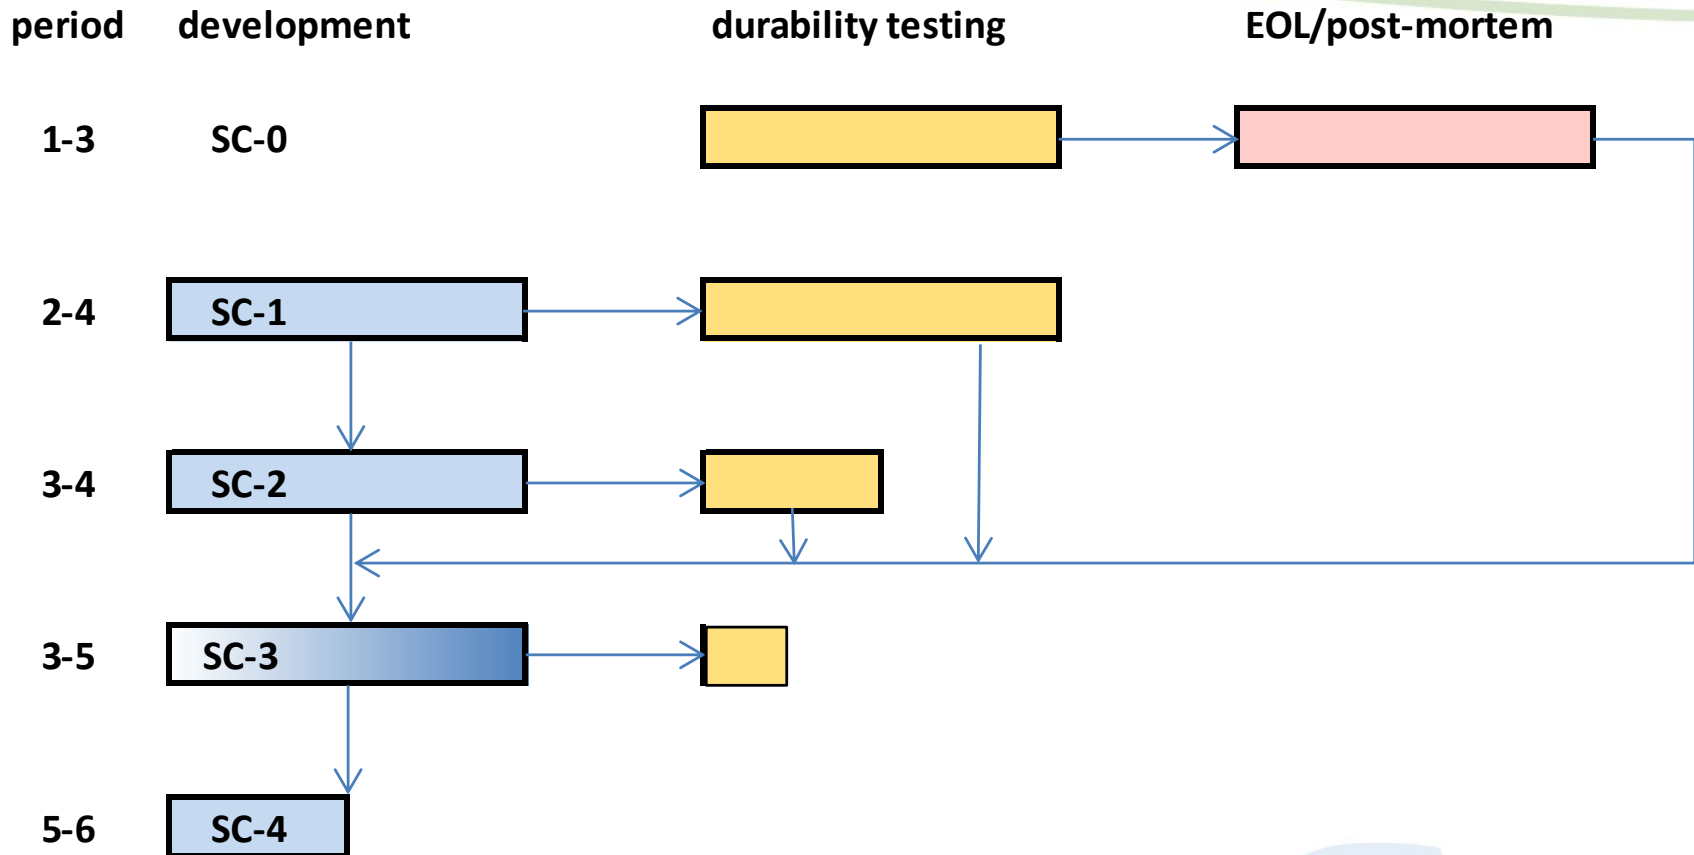 period development durability testing EOL/post-mortem
1-3 SC-0
2-4 SC-1
3-4 SC-2
3-5 SC-3
5-6 SC-4